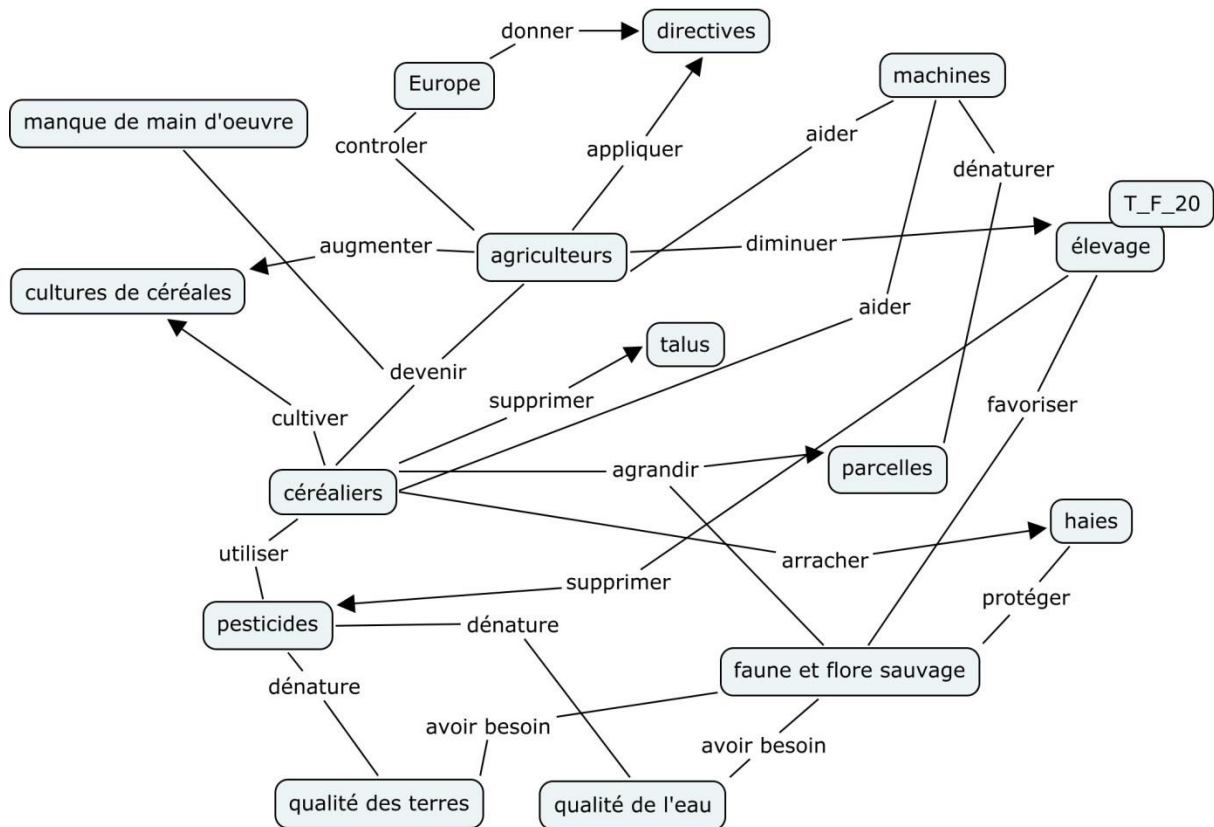 donner
directives
Europe
machines
manque de main d'oeuvre
aider
controler
appliquer
dénaturer
T_F_20
augmenter
agriculteurs
diminuer
élevage
cultures de céréales
aider
talus
devenir
supprimer
favoriser
cultiver
agrandir
parcelles
céréaliers
haies
utiliser
arracher
supprimer
protéger
pesticides
dénature
faune et flore sauvage
dénature
avoir besoin
avoir besoin
qualité des terres
qualité de l'eau